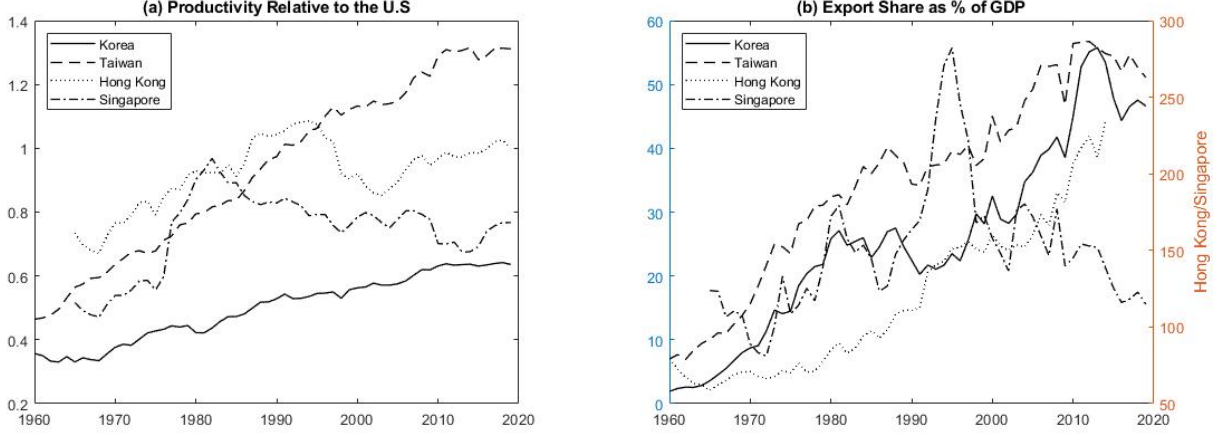 (a) Productivity Relative to the U.S
1.4
1.2
1
0.8
0.6
0.4
0.2
1960 1970 1980 1990 2000 2010 2020
Korea
Taiwan
Hong Kong
Singapore
(b) Export Share as % of GDP
60
50
40
30
20
10
0
1960 1970 1980 1990 2000 2010 2020
Korea
Taiwan
Hong Kong
Singapore
300
250
200
150
100
50
Hong Kong/Singapore